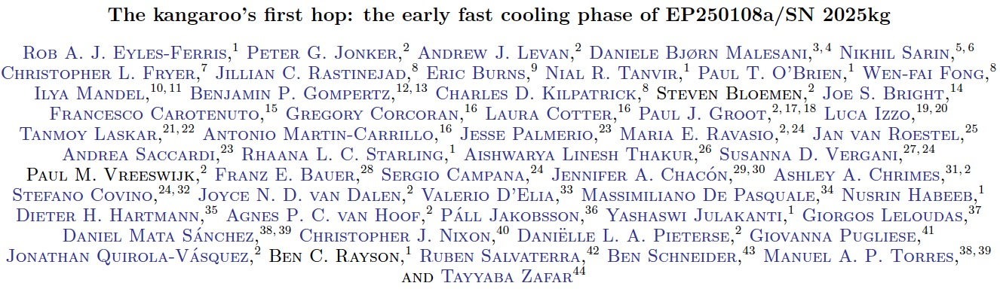 The kangaroo's first hop: the early fast cooling phase of EP250108a/SN 2025kg
Rob A. J. Eyles-Ferris,1 Peter G. Jonker,2 Andrew J. Levan,2 Daniele Bjørn Malesani,3,4 Nikhil Sarin,5,6
Christopher L. Fryer,7 Jillian C. Rastinejad,8 Eric Burns,9 Nial R. Tanvir,1 Paul T. O'Brien,1 Wen-fai Fong,8
Ilya Mandel,10,11 Benjamin P. Gompertz,12,13 Charles D. Kilpatrick,8 Steven Bloemen,2 Joe S. Bright,14
Francesco Carotenuto,15 Gregory Corcoran,16 Laura Cotter,16 Paul J. Groot,2,17,18 Luca Izzo,19,20
Tanmoy Laskar,21,22 Antonio Martin-Carrillo,16 Jesse Palmerio,23 Maria E. Ravasio,2,24 Jan van Roestel,25
Andrea Saccardi,23 Rhaana L. C. Starling,1 Aishwarya Linesh Thakur,26 Susanna D. Vergani,27,24
Paul M. Vreeswijk,2 Franz E. Bauer,28 Sergio Campana,24 Jennifer A. Chacón,29,30 Ashley A. Chrimes,31,2
Stefano Covino,24,32 Joyce N. D. van Dalen,2 Valerio D'Elia,33 Massimiliano De Pasquale,34 Nusrin Habeeb,1
Dieter H. Hartmann,35 Agnes P. C. van Hoof,2 Páll Jakobsson,36 Yashaswi Julakanti,1 Giorgos Leloudas,37
Daniel Mata Sánchez,38,39 Christopher J. Nixon,40 Daniëlle L. A. Pieterse,2 Giovanna Pugliese,41
Jonathan Quirola-Vásquez,2 Ben C. Rayson,1 Ruben Salvaterra,42 Ben Schneider,43 Manuel A. P. Torres,38,39
and Tayyaba Zafar44